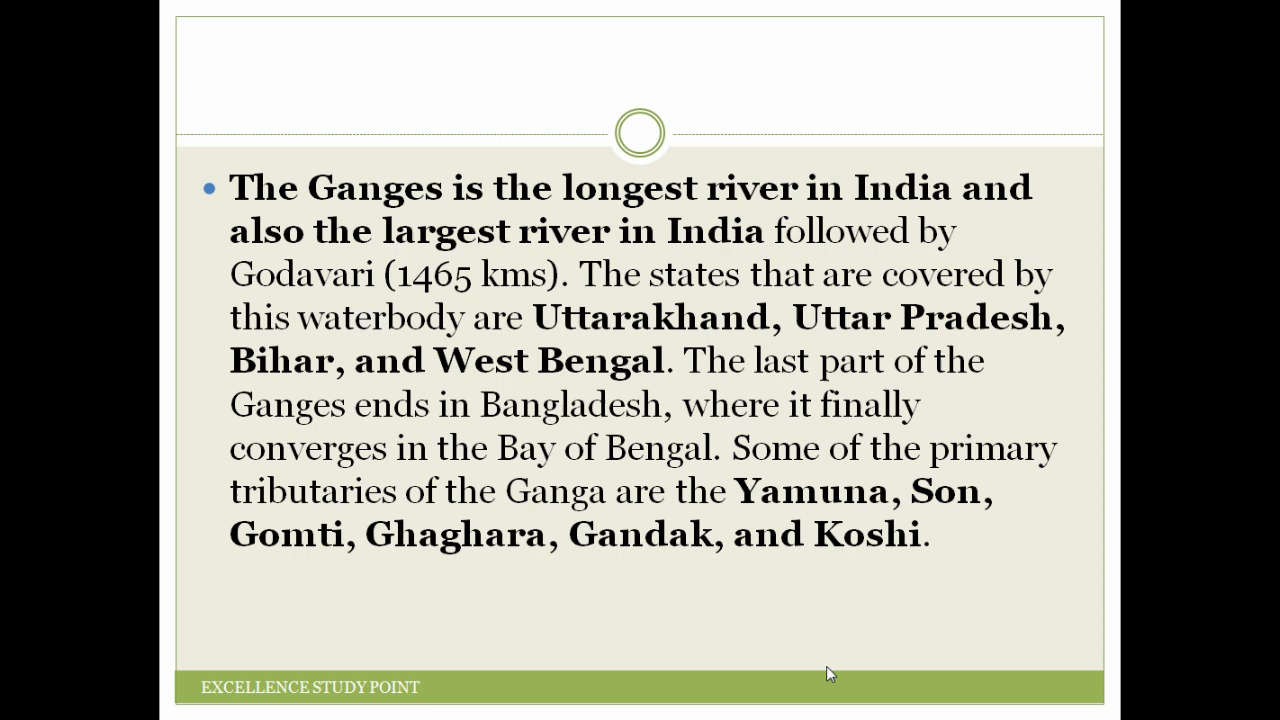 The Ganges is the longest river in India and
also the largest river in India followed by
Godavari (1465 kms). The states that are covered by
this waterbody are Uttarakhand, Uttar Pradesh,
Bihar, and West Bengal. The last part of the
Ganges ends in Bangladesh, where it finally
converges in the Bay of Bengal. Some of the primary
tributaries of the Ganga are the Yamuna, Son,
Gomti, Ghaghara, Gandak, and Koshi.
EXCELLENCE STUDY POINT